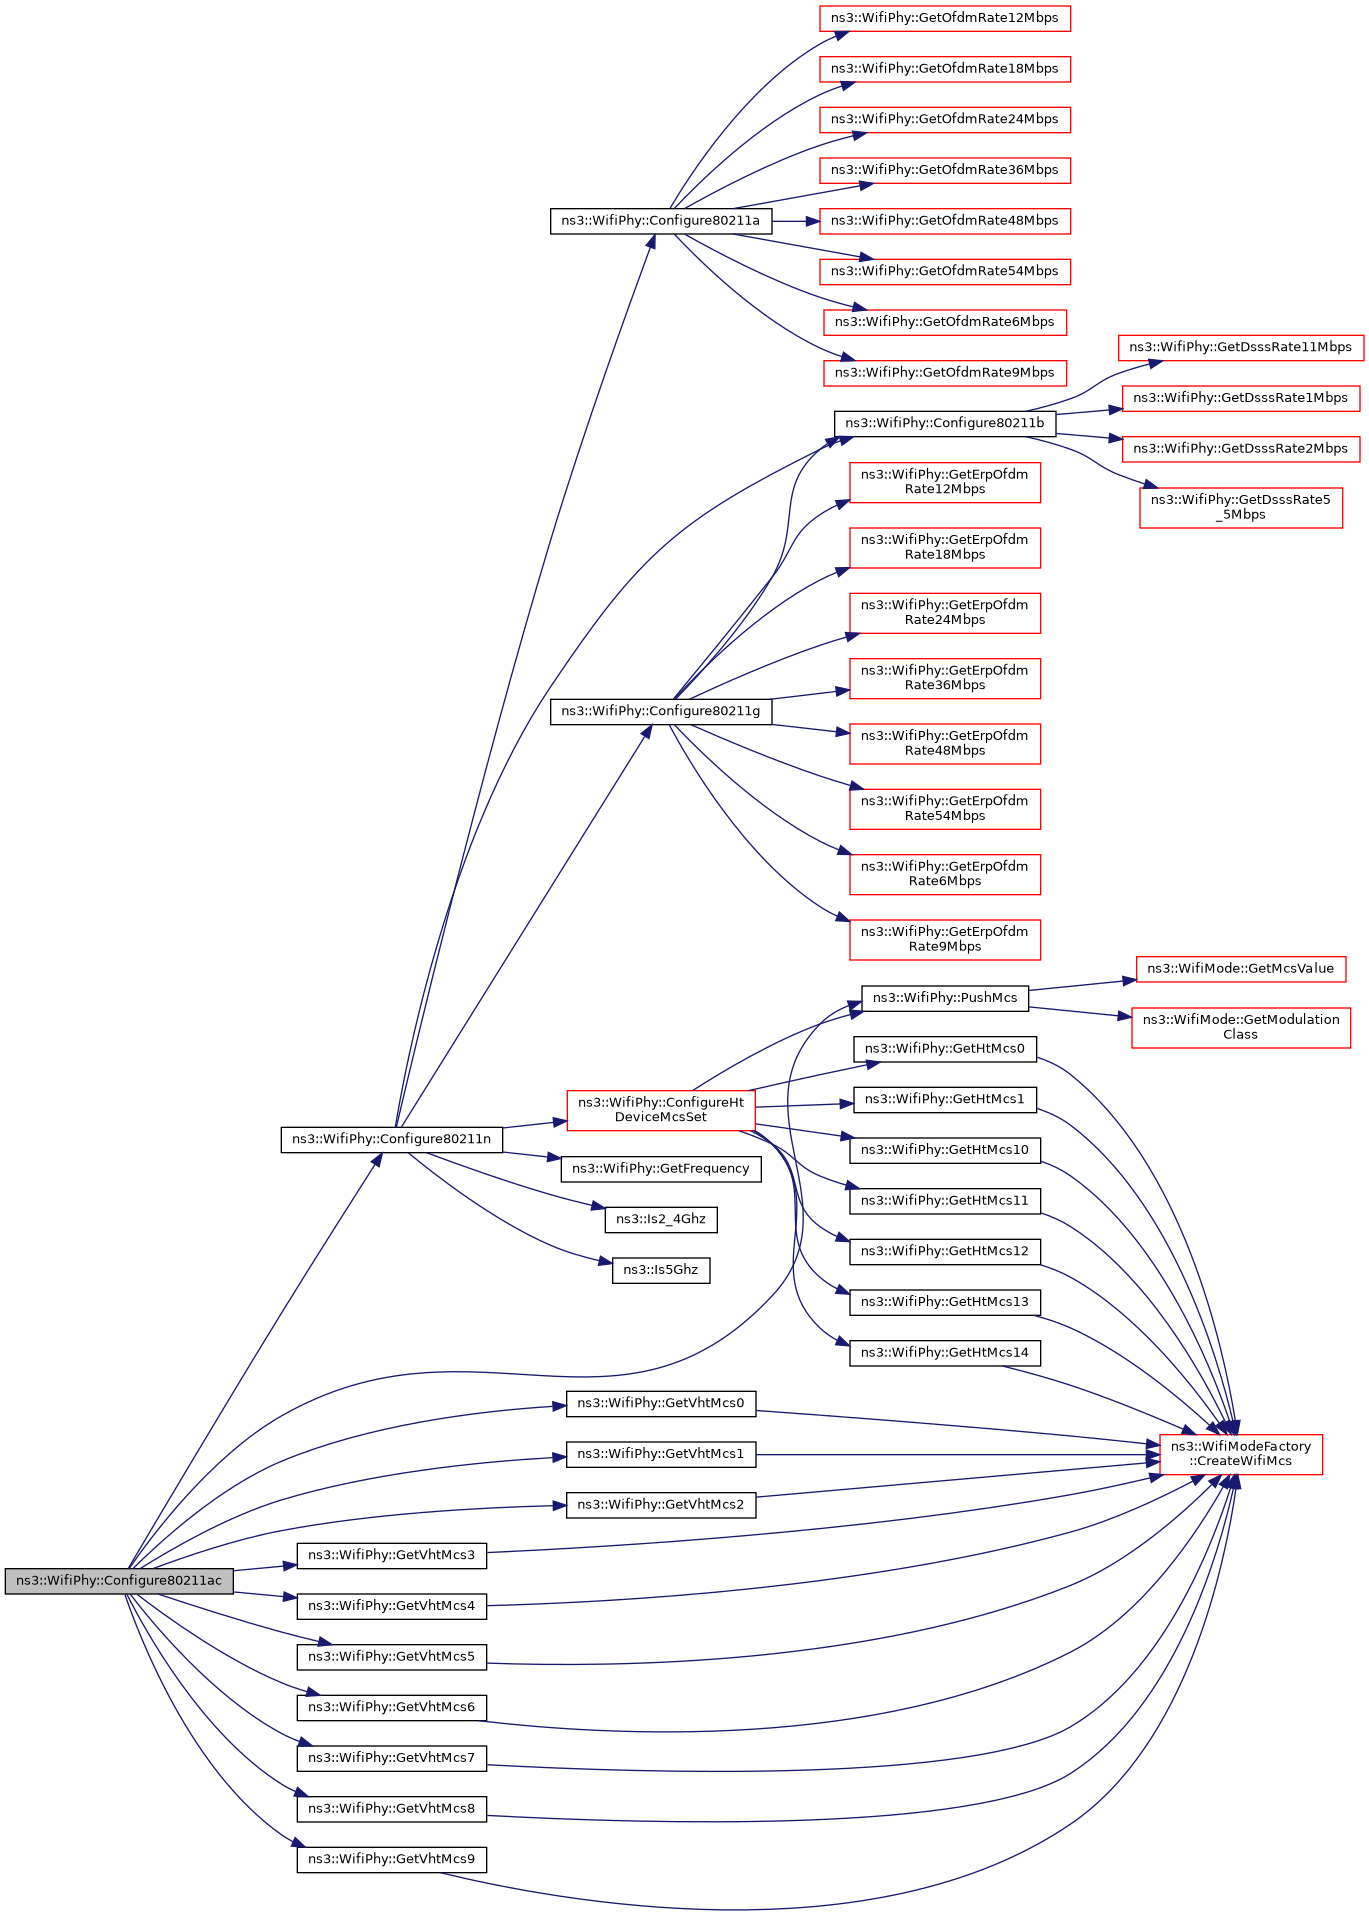 ns3::WifiPhy::GetOfdmRate12Mbps
ns3::WifiPhy::GetOfdmRate18Mbps
ns3::WifiPhy::GetOfdmRate24Mbps
ns3::WifiPhy::GetOfdmRate36Mbps
ns3::WifiPhy::Configure80211a
ns3::WifiPhy::GetOfdmRate48Mbps
ns3::WifiPhy::GetOfdmRate54Mbps
ns3::WifiPhy::GetOfdmRate6Mbps
ns3::WifiPhy::GetOfdmRate9Mbps
ns3::WifiPhy::GetDsssRate11Mbps
ns3::WifiPhy::GetDsssRate1Mbps
ns3::WifiPhy::Configure80211b
ns3::WifiPhy::GetDsssRate2Mbps
ns3::WifiPhy::GetDsssRate5
_5Mbps
ns3::WifiPhy::GetErpOfdm
Rate12Mbps
ns3::WifiPhy::GetErpOfdm
Rate18Mbps
ns3::WifiPhy::GetErpOfdm
Rate24Mbps
ns3::WifiPhy::GetErpOfdm
Rate36Mbps
ns3::WifiPhy::Configure80211g
ns3::WifiPhy::GetErpOfdm
Rate48Mbps
ns3::WifiPhy::GetErpOfdm
Rate54Mbps
ns3::WifiPhy::GetErpOfdm
Rate6Mbps
ns3::WifiPhy::GetErpOfdm
Rate9Mbps
ns3::WifiMode::GetMcsValue
ns3::WifiPhy::PushMcs
ns3::WifiMode::GetModulation
Class
ns3::WifiPhy::GetHtMcs0
ns3::WifiPhy::ConfigureHt
DeviceMcsSet
ns3::WifiPhy::GetHtMcs1
ns3::WifiPhy::Configure80211n
ns3::WifiPhy::GetHtMcs10
ns3::WifiPhy::GetFrequency
ns3::WifiPhy::GetHtMcs11
ns3::Is2_4Ghz
ns3::WifiPhy::GetHtMcs12
ns3::Is5Ghz
ns3::WifiPhy::GetHtMcs13
ns3::WifiPhy::GetHtMcs14
ns3::WifiPhy::GetVhtMcs0
ns3::WifiPhy::GetVhtMcs1
ns3::WifiModeFactory
::CreateWifiMcs
ns3::WifiPhy::GetVhtMcs2
ns3::WifiPhy::GetVhtMcs3
ns3::WifiPhy::Configure80211ac
ns3::WifiPhy::GetVhtMcs4
ns3::WifiPhy::GetVhtMcs5
ns3::WifiPhy::GetVhtMcs6
ns3::WifiPhy::GetVhtMcs7
ns3::WifiPhy::GetVhtMcs8
ns3::WifiPhy::GetVhtMcs9